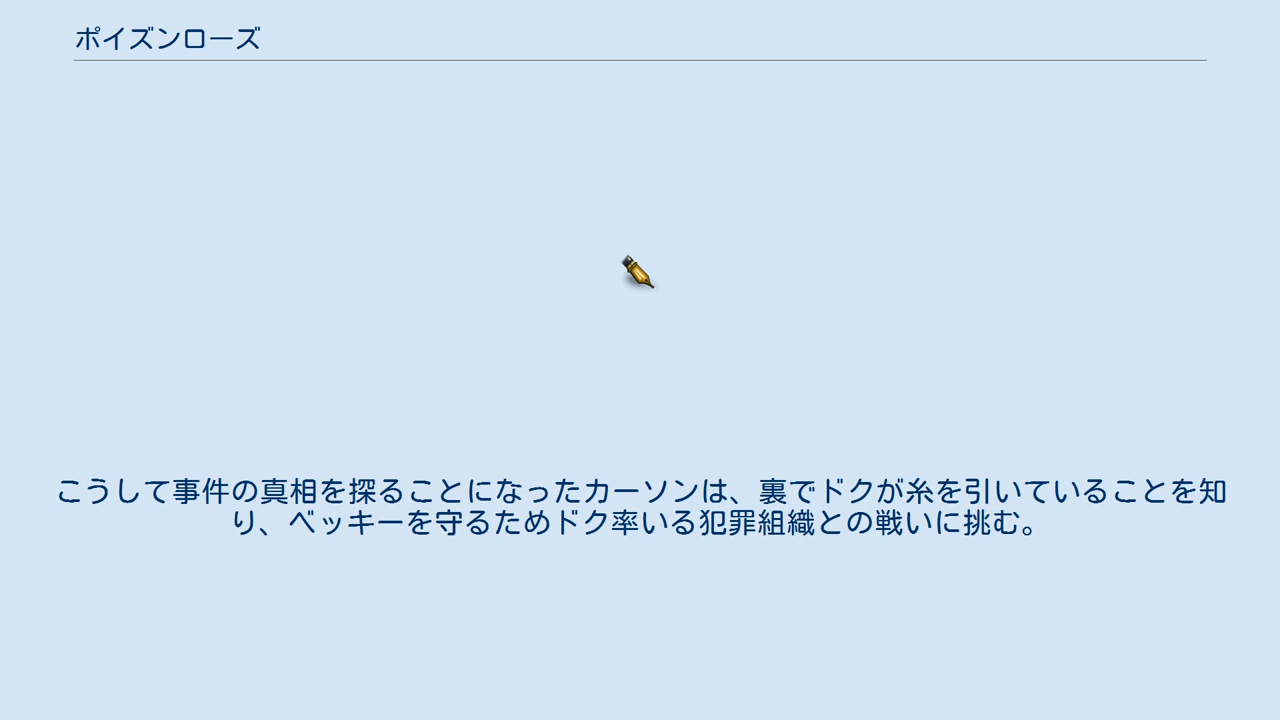 ポイズンローズ
こうして事件の真相を探ることになったカーソンは、裏でドクが糸を引いていることを知
り、ベッキーを守るためドク率いる犯罪組織との戦いに挑む。